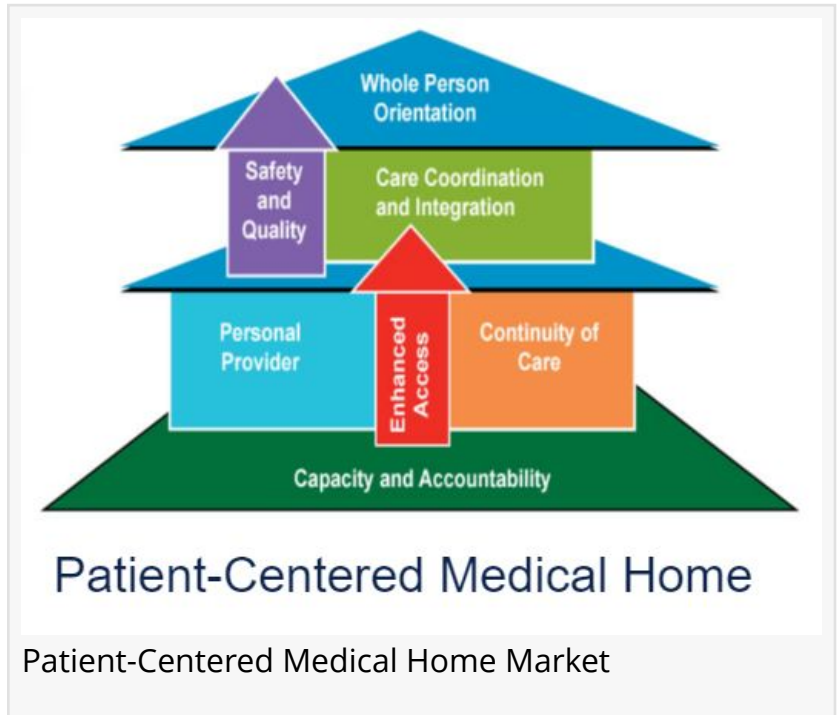 Whole Person
Orientation
Safety
and
Quality
Care Coordination
and Integration
Personal
Provider
Enhanced
Access
Continuity of
Care
Capacity and Accountability
Patient-Centered Medical Home
Patient-Centered Medical Home Market